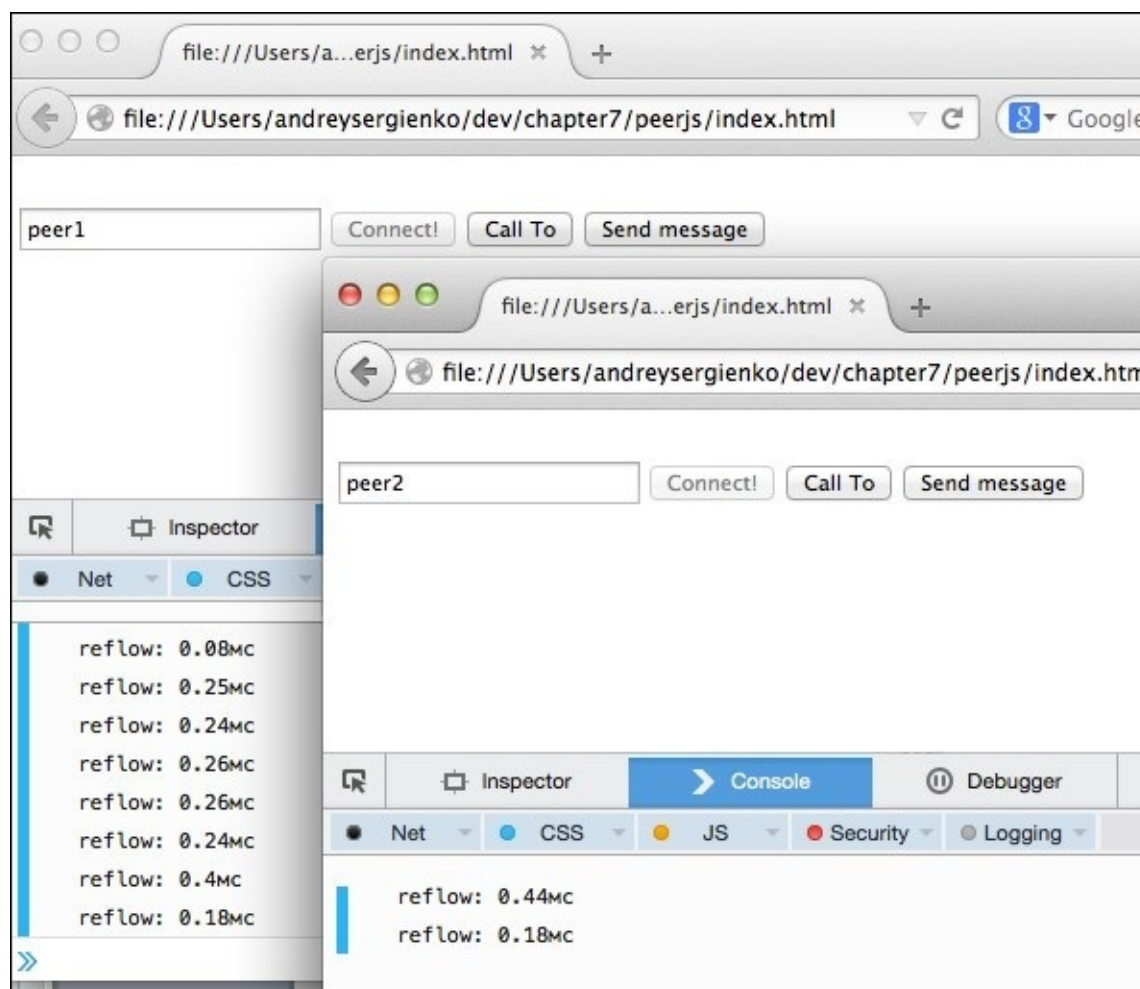 file:///Users/a...erjs/index.html
file:///Users/andreysergienko/dev/chapter7/peerjs/index.html
Google
peer1
Connect!
Call To
Send message
Inspector
Net
CSS
reflow: 0.08мс
reflow: 0.25мс
reflow: 0.24мс
reflow: 0.26мс
reflow: 0.26мс
reflow: 0.24мс
reflow: 0.4мс
reflow: 0.18мс
file:///Users/a...erjs/index.html
file:///Users/andreysergienko/dev/chapter7/peerjs/index.htm
peer2
Connect!
Call To
Send message
Inspector
Console
Debugger
Net
CSS
JS
Security
Logging
reflow: 0.44мс
reflow: 0.18мс